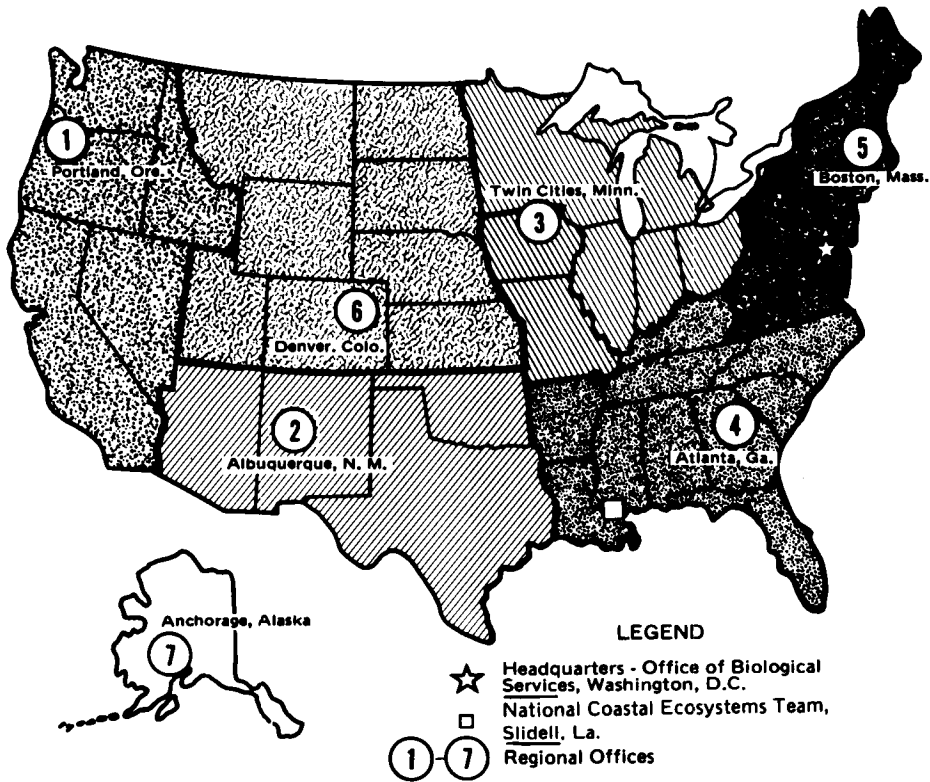 1
Portland, Ore.
5
Boston, Mass.
Twin Cities, Minn.
3
6
Denver, Colo.
2
Albuquerque, N. M.
4
Atlanta, Ga.
Anchorage, Alaska
7
LEGEND
Headquarters - Office of Biological
Services, Washington, D.C.
National Coastal Ecosystems Team,
Slidell, La.
1 - 7 Regional Offices